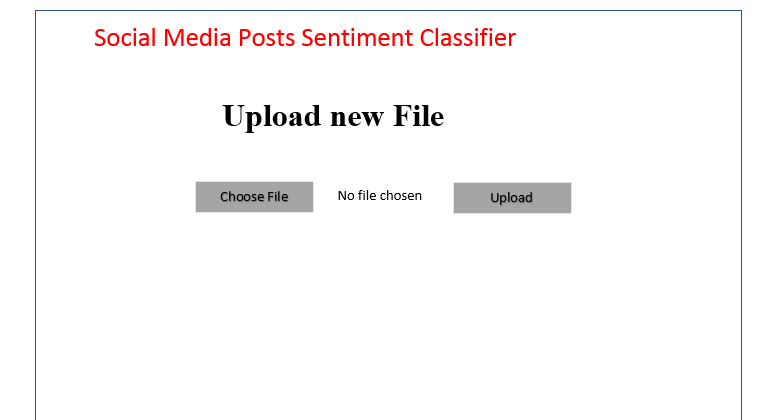 Social Media Posts Sentiment Classifier
Upload new File
Choose File No file chosen Upload